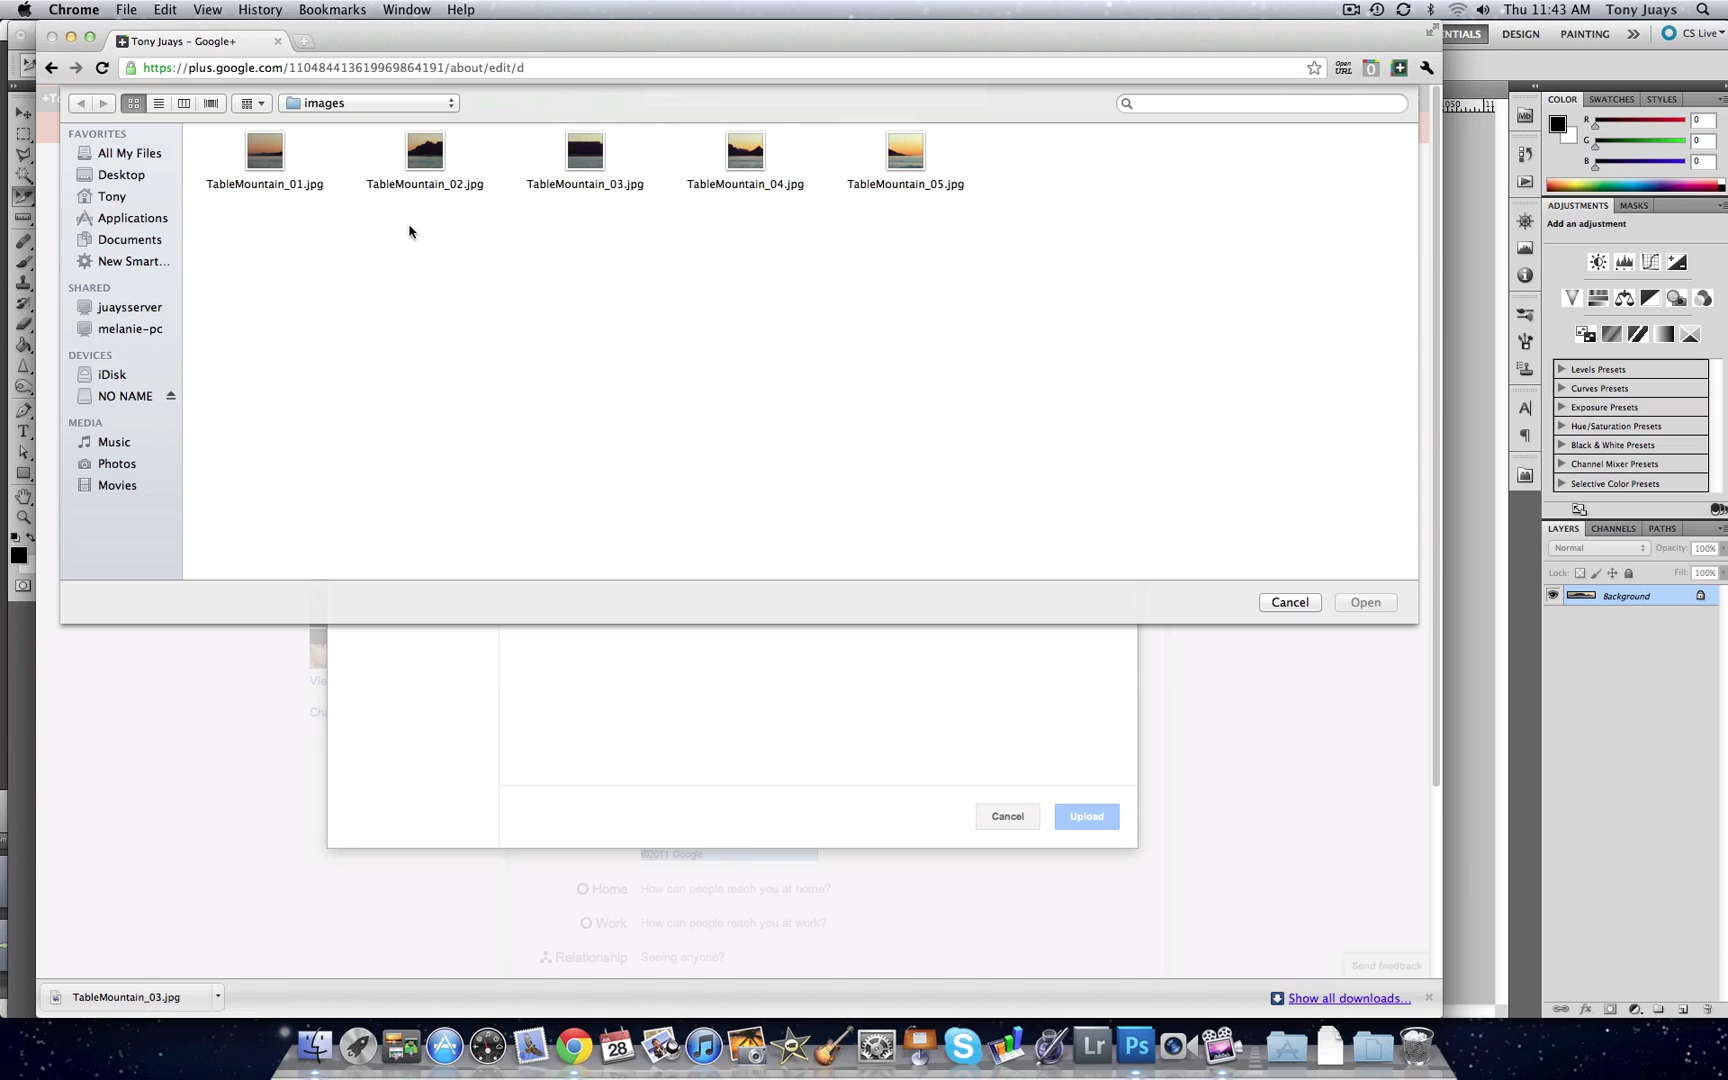 Chrome File Edit View History Bookmarks Window Help Thu 11:43 AM Tony Juays
Tony Juays - Google+
DESIGN PAINTING CS Live
https://plus.google.com/110484413619969864191/about/edit/d
images
FAVORITES
All My Files
Desktop
Tony
Applications
Documents
New Smart...
SHARED
juaysserver
melanie-pc
DEVICES
iDisk
NO NAME
MEDIA
Music
Photos
Movies
TableMountain_01.jpg TableMountain_02.jpg TableMountain_03.jpg TableMountain_04.jpg TableMountain_05.jpg
Cancel Open
Cancel Upload
©2011 Google
Home How can people reach you at home?
Work How can people reach you at work?
Relationship Seeing anyone?
Send feedback
TableMountain_03.jpg
Show all downloads...
COLOR SWATCHES STYLES
R 0
G 0
B 0
ADJUSTMENTS MASKS
Add an adjustment
Levels Presets
Curves Presets
Exposure Presets
Hue/Saturation Presets
Black & White Presets
Channel Mixer Presets
Selective Color Presets
LAYERS CHANNELS PATHS
Normal Opacity: 100%
Lock: Fill: 100%
Background
28
Lr
Ps